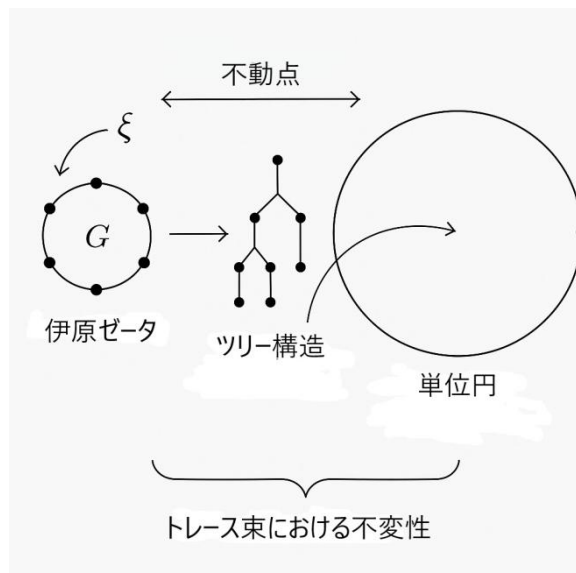 不動点
ξ
G
伊原ゼータ
ツリー構造
単位円
トレース束における不変性